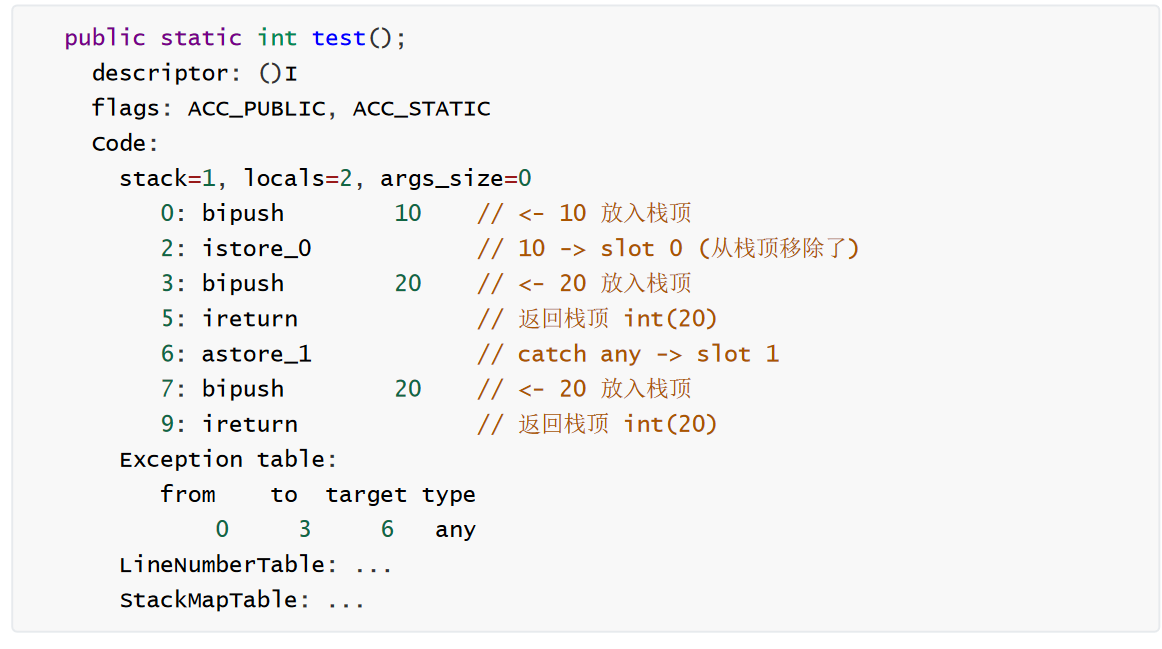 public static int test();
descriptor: ()I
flags: ACC_PUBLIC, ACC_STATIC
Code:
stack=1, locals=2, args_size=0
0: bipush 10 // <- 10 放入栈顶
2: istore_0 // 10 -> slot 0 (从栈顶移除了)
3: bipush 20 // <- 20 放入栈顶
5: ireturn // 返回栈顶 int(20)
6: astore_1 // catch any -> slot 1
7: bipush 20 // <- 20 放入栈顶
9: ireturn // 返回栈顶 int(20)
Exception table:
from to target type
0 3 6 any
LineNumberTable: ...
StackMapTable: ...